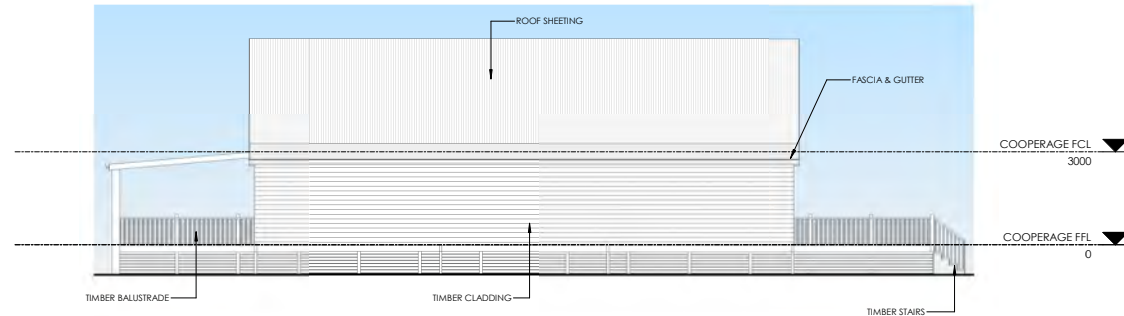 ROOF SHEETING
FASCIA & GUTTER
COOPERAGE FCL
3000
COOPERAGE FFL
0
TIMBER BALUSTRADE
TIMBER CLADDING
TIMBER STAIRS